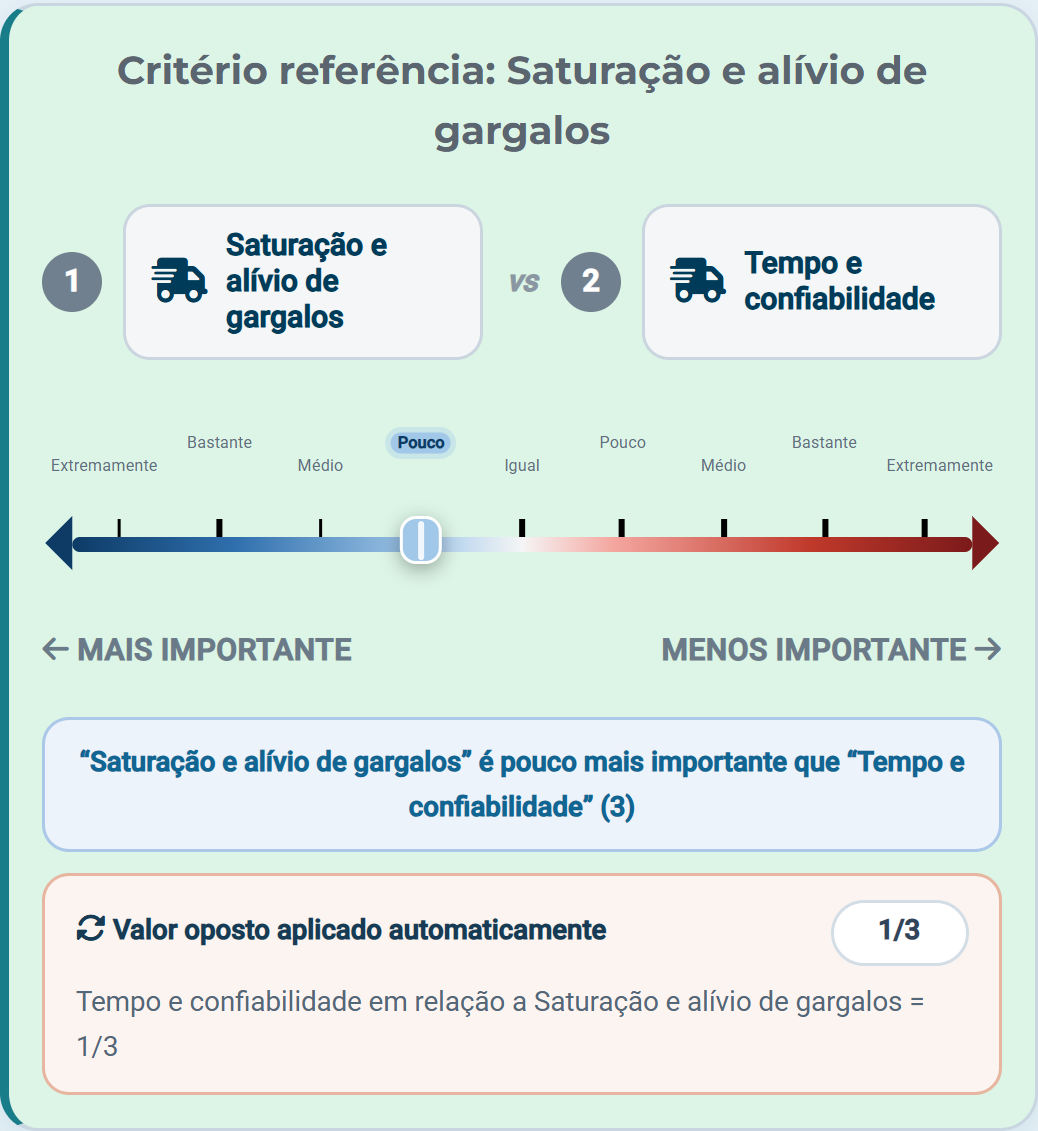 Critério referência: Saturação e alívio de
gargalos
1
Saturação e
alívio de
gargalos
vs
2
Tempo e
confiabilidade
Extremamente
Bastante
Médio
Pouco
Igual
Pouco
Médio
Bastante
Extremamente
← MAIS IMPORTANTE
MENOS IMPORTANTE →
“Saturação e alívio de gargalos” é pouco mais importante que “Tempo e
confiabilidade” (3)
Valor oposto aplicado automaticamente
1/3
Tempo e confiabilidade em relação a Saturação e alívio de gargalos =
1/3